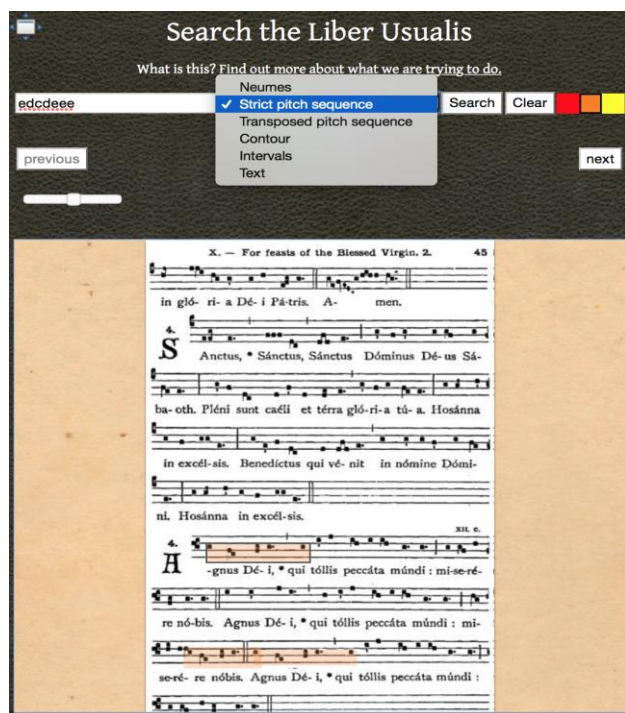 Search the Liber Usualis
What is this? Find out more about what we are trying to do.
Neumes
edcdeee ✓ Strict pitch sequence Search Clear
Transposed pitch sequence
Contour
previous Intervals next
Text
X. — For feasts of the Blessed Virgin. 2. 45
in gló- ri- a Dé- i Pá-tris. A- men.
4.
SAnctus, * Sánctus, Sánctus Dóminus Dé- us Sá-
ba- oth. Pléni sunt caéli et térra gló-ri-a tú- a. Hosánna
in excél-sis. Benedíctus qui vé- nit in nómine Dómi-
ni. Hosánna in excél-sis.
XII. c.
4.
A-gnus Dé- i, * qui tóllis peccáta múndi : mi-se-ré-
re nó-bis. Agnus Dé- i, * qui tóllis peccáta múndi : mi-
se-ré- re nóbis. Agnus Dé- i, * qui tóllis peccáta múndi :